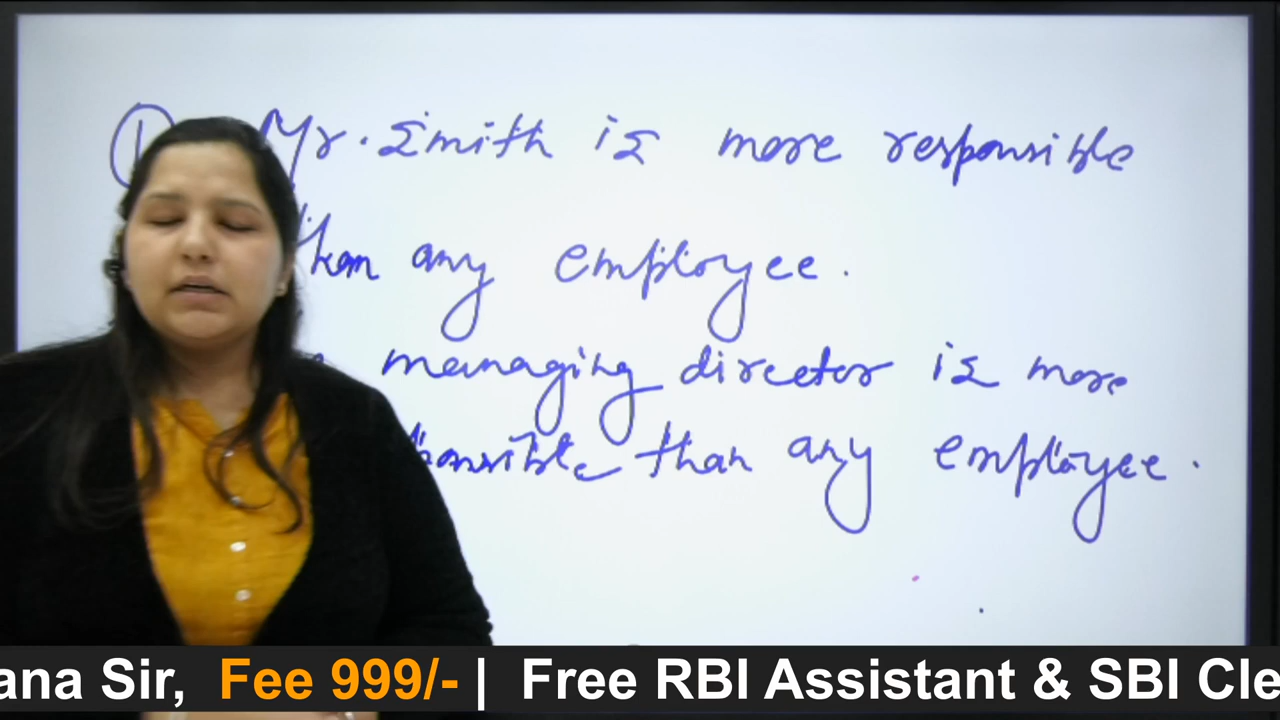 ① Mr. Smith is more responsible
than any employee.
managing director is more
than any employee.
ana Sir, Fee 999/- | Free RBI Assistant & SBI Cle